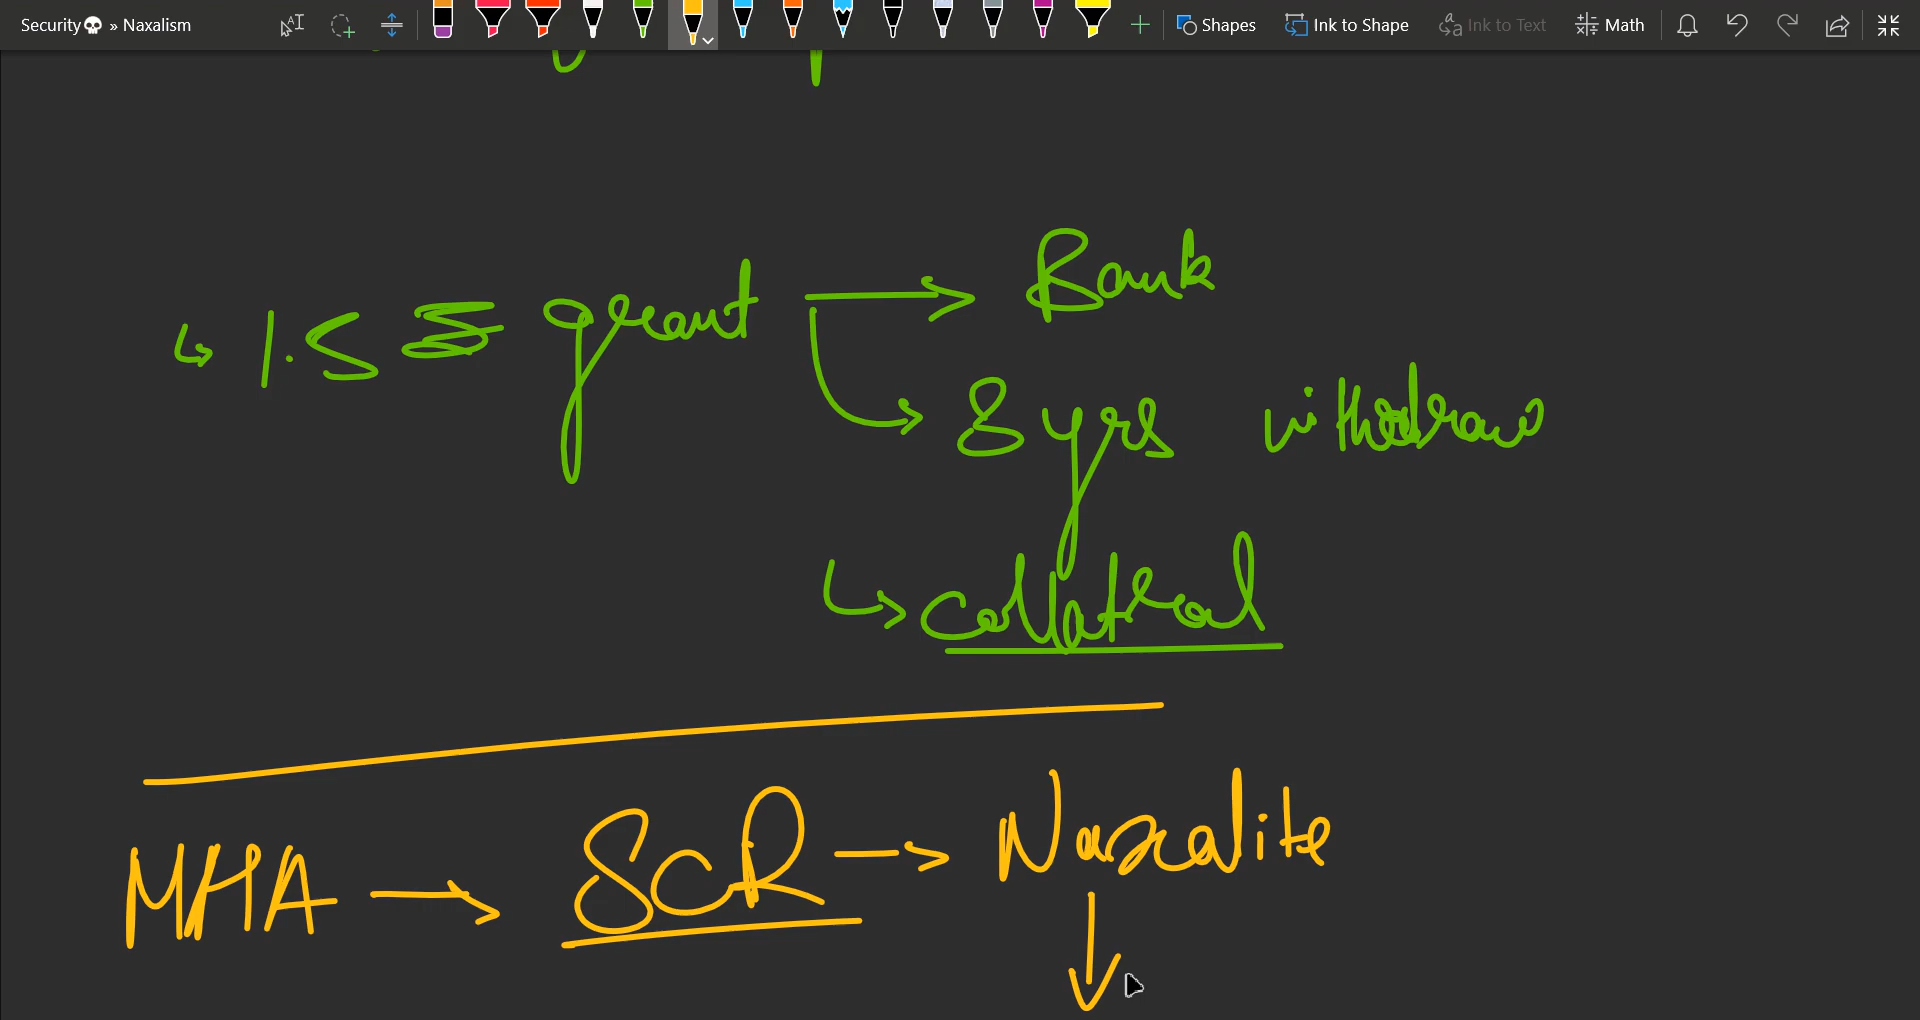 Security💀 » Naxalism
Shapes Ink to Shape Ink to Text Math
↳ 1.5 grant → Bank
↳ 8 yrs withdraw
↳ collatral
MHA → SCR → Naxalite
↓